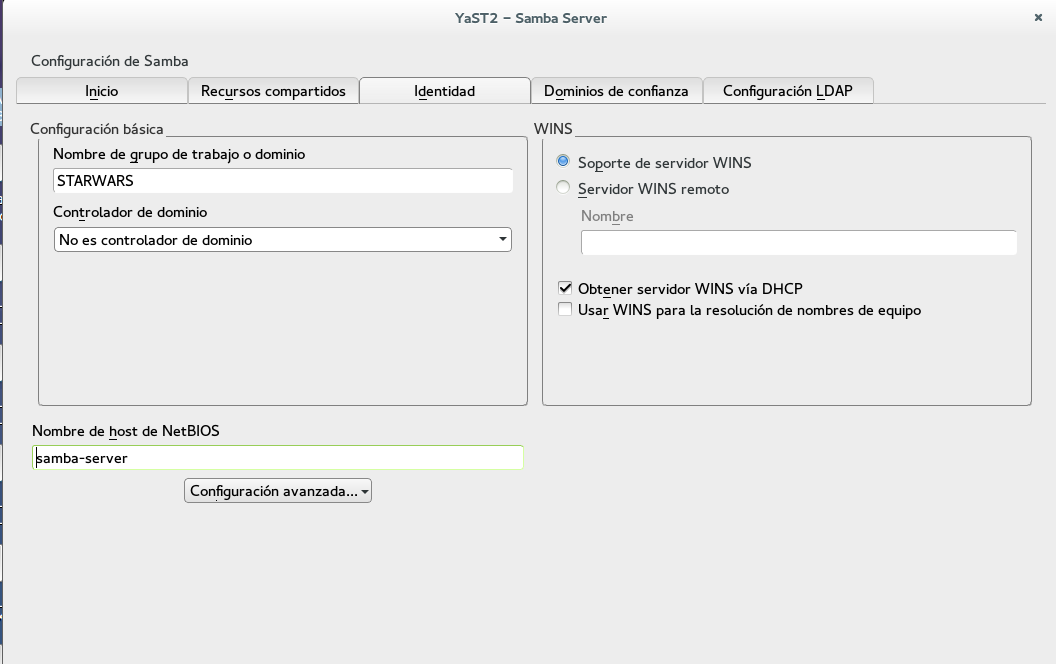 YaST2 – Samba Server
Configuración de Samba
Inicio
Recursos compartidos
Identidad
Dominios de confianza
Configuración LDAP
Configuración básica
Nombre de grupo de trabajo o dominio
STARWARS
Controlador de dominio
No es controlador de dominio
WINS
Soporte de servidor WINS
Servidor WINS remoto
Nombre
Obtener servidor WINS vía DHCP
Usar WINS para la resolución de nombres de equipo
Nombre de host de NetBIOS
samba-server
Configuración avanzada...